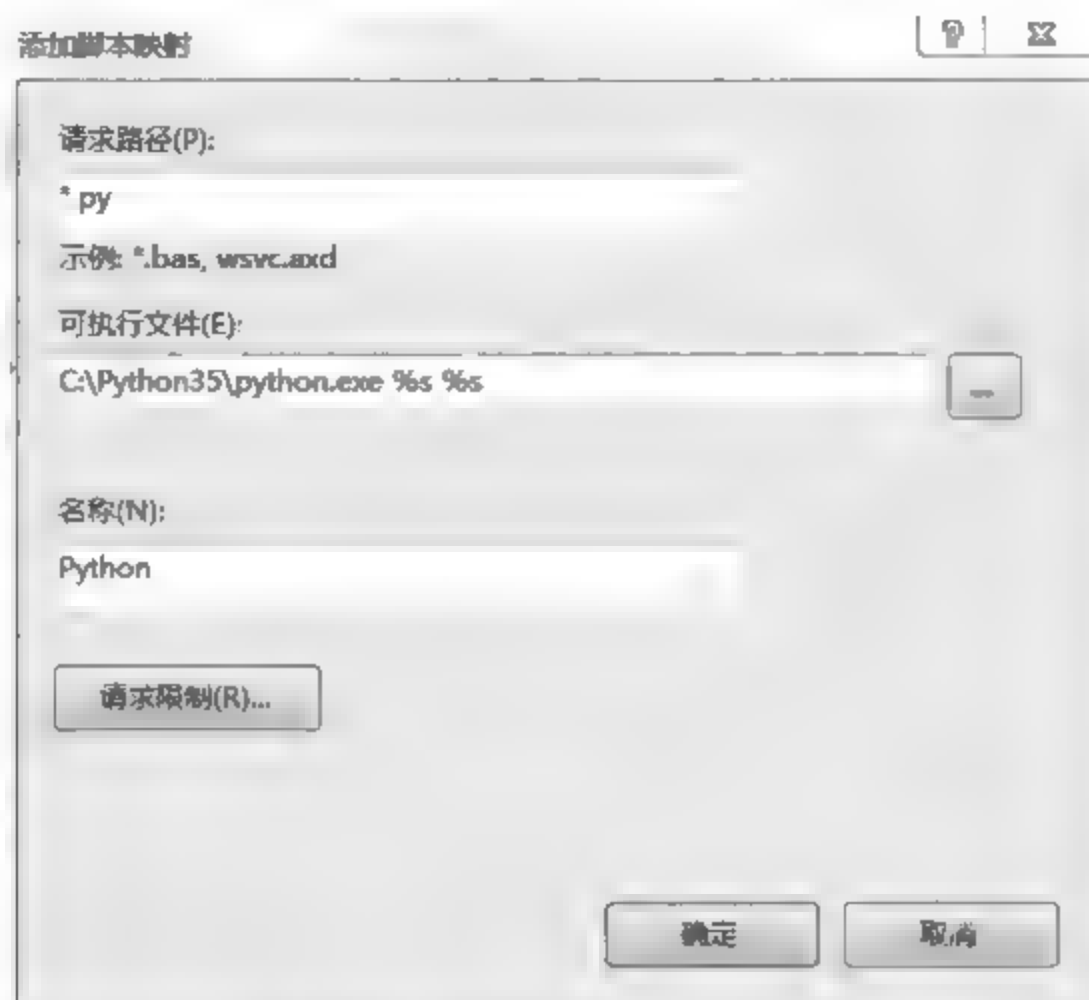 添加脚本映射
请求路径(P):
* py
示例: *.bas, wsvc.axd
可执行文件(E):
C:\Python35\python.exe %s %s
...
名称(N):
Python
请求限制(R)...
确定
取消